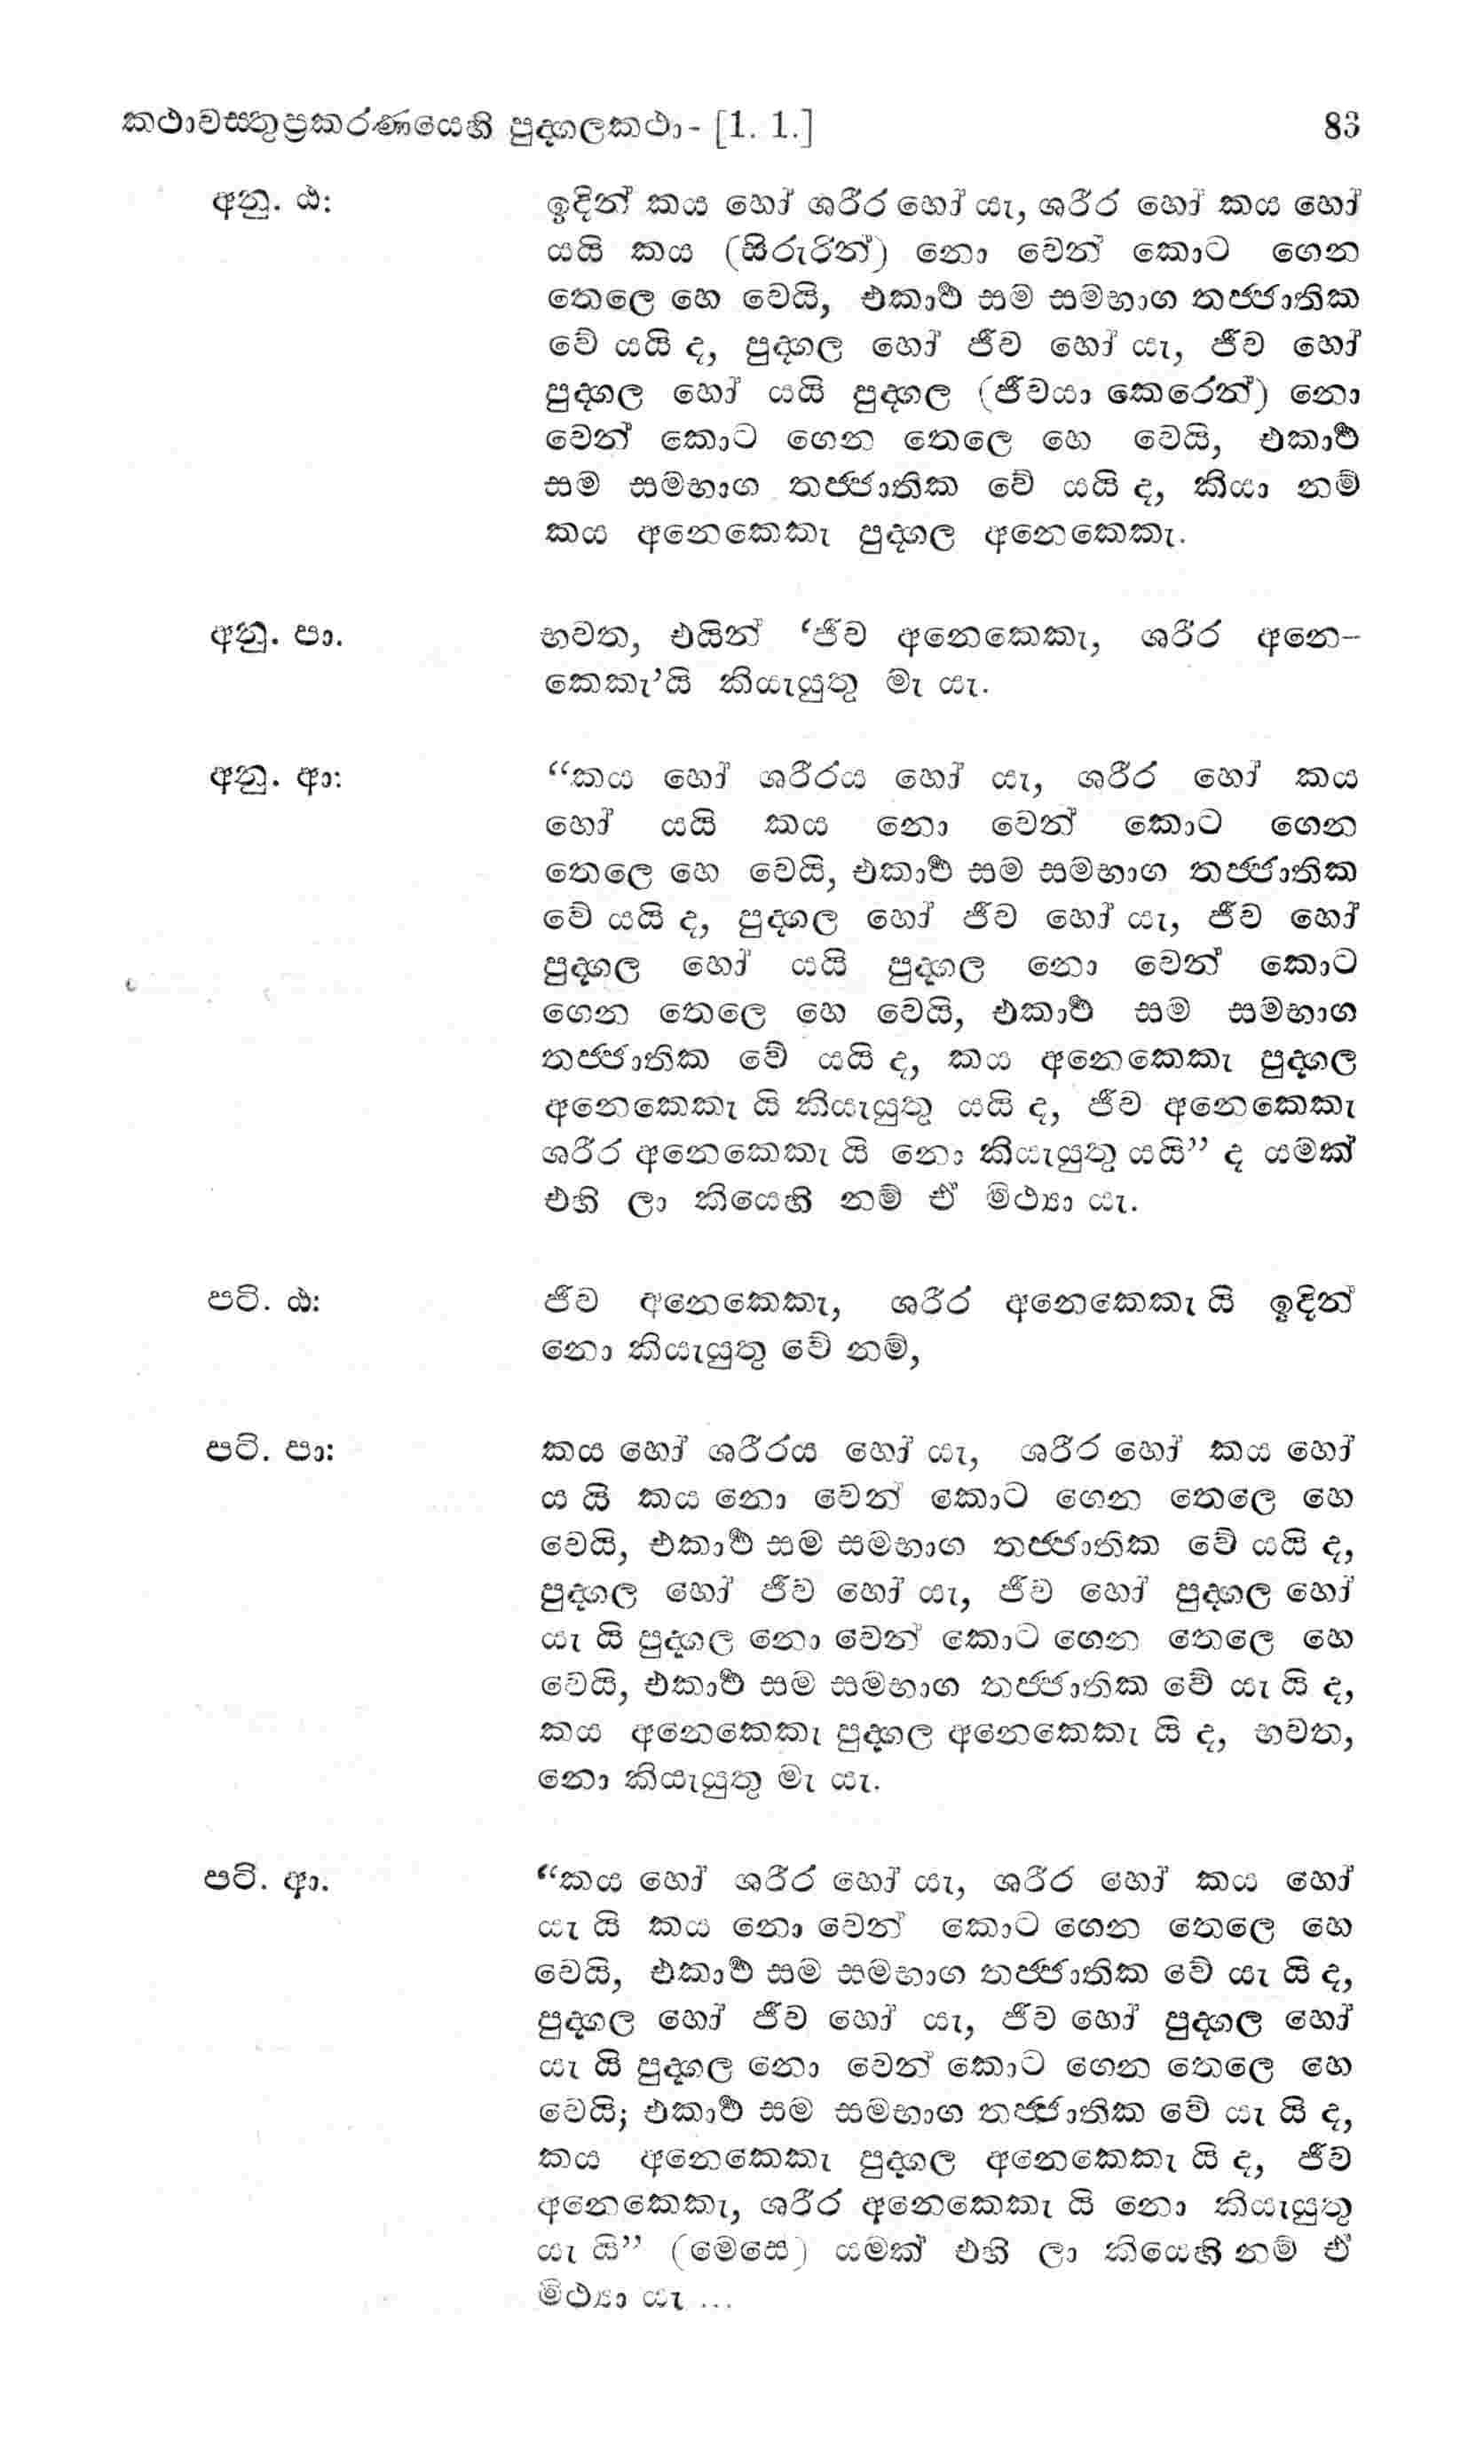 කථාවස්තුප්‍රකරණයෙහි පුද්ගලකථා - [1. 1.] 83
අනු. ඨ: ඉදින් කය හෝ ශරීර හෝ යැ, ශරීර හෝ කය හෝ
යයි කය (සිරුරින්) නො වෙන් කොට ගෙන
තෙලෙ හෙ වෙයි, එකාර්‍ථ සම සමභාග තජ්ජාතික
වේ යයි ද, පුද්ගල හෝ ජීව හෝ යැ, ජීව හෝ
පුද්ගල හෝ යයි පුද්ගල (ජීවයා කෙරෙන්) නො
වෙන් කොට ගෙන තෙලෙ හෙ වෙයි, එකාර්‍ථ
සම සමභාග තජ්ජාතික වේ යයි ද, කියා නම්
කය අනෙකෙකැ පුද්ගල අනෙකෙකැ.
අනු. පා. භවත, එයින් ‘ජීව අනෙකෙකැ, ශරීර අනෙ-
කෙකැ’යි කියැයුතු මැ යැ.
අනු. ආ: “කය හෝ ශරීරය හෝ යැ, ශරීර හෝ කය
හෝ යයි කය නො වෙන් කොට ගෙන
තෙලෙ හෙ වෙයි, එකාර්‍ථ සම සමභාග තජ්ජාතික
වේ යයි ද, පුද්ගල හෝ ජීව හෝ යැ, ජීව හෝ
පුද්ගල හෝ යයි පුද්ගල නො වෙන් කොට
ගෙන තෙලෙ හෙ වෙයි, එකාර්‍ථ සම සමභාග
තජ්ජාතික වේ යයි ද, කය අනෙකෙකැ පුද්ගල
අනෙකෙකැ යි කියැයුතු යයි ද, ජීව අනෙකෙකැ
ශරීර අනෙකෙකැ යි නො කියැයුතු යයි” ද යමක්
එහි ලා කියෙහි නම් ඒ මිථ්‍යා යැ.
පටි. ඨ: ජීව අනෙකෙකැ, ශරීර අනෙකෙකැ යි ඉදින්
නො කියැයුතු වේ නම්,
පටි. පා: කය හෝ ශරීරය හෝ යැ, ශරීර හෝ කය හෝ
ය යි කය නො වෙන් කොට ගෙන තෙලෙ හෙ
වෙයි, එකාර්‍ථ සම සමභාග තජ්ජාතික වේ යයි ද,
පුද්ගල හෝ ජීව හෝ යැ, ජීව හෝ පුද්ගල හෝ
යැ යි පුද්ගල නො වෙන් කොට ගෙන තෙලෙ හෙ
වෙයි, එකාර්‍ථ සම සමභාග තජ්ජාතික වේ යැ යි ද,
කය අනෙකෙකැ පුද්ගල අනෙකෙකැ යි ද, භවත,
නො කියැයුතු මැ යැ.
පටි. ආ. “කය හෝ ශරීර හෝ යැ, ශරීර හෝ කය හෝ
යැ යි කය නො වෙන් කොට ගෙන තෙලෙ හෙ
වෙයි, එකාර්‍ථ සම සමභාග තජ්ජාතික වේ යැ යි ද,
පුද්ගල හෝ ජීව හෝ යැ, ජීව හෝ පුද්ගල හෝ
යැ යි පුද්ගල නො වෙන් කොට ගෙන තෙලෙ හෙ
වෙයි; එකාර්‍ථ සම සමභාග තජ්ජාතික වේ යැ යි ද,
කය අනෙකෙකැ පුද්ගල අනෙකෙකැ යි ද, ජීව
අනෙකෙකැ, ශරීර අනෙකෙකැ යි නො කියැයුතු
යැ යි” (මෙසෙ) යමක් එහි ලා කියෙහි නම් ඒ
මිථ්‍යා යැ ...